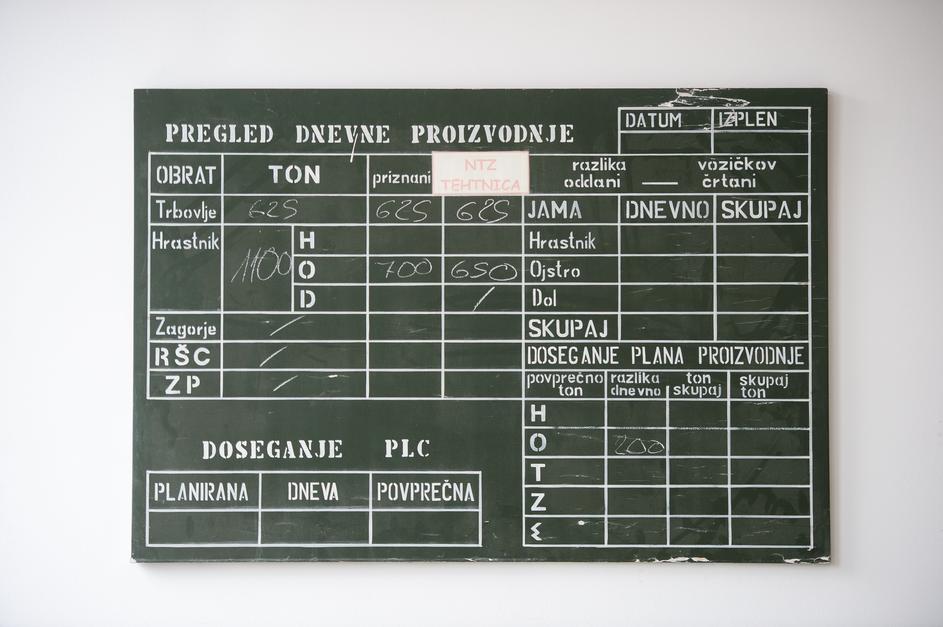 PREGLED DNEVNE PROIZVODNJE
DATUM IZPLEN
OBRAT TON priznani NTZ TEHTNICA
razlika vözičkov
oddani — črtani
Trbovlje 625 625 625
JAMA DNEVNO SKUPAJ
Hrastnik 1100 H
Hrastnik
O 700 650
Ojstro
D /
Dol
Zagorje /
SKUPAJ
RŠC /
DOSEGANJE PLANA PROIZVODNJE
ZP /
povprečno ton razlika dnevno ton skupaj skupaj ton
H
O 200
T
Z
Σ
DOSEGANJE PLC
PLANIRANA DNEVA POVPREČNA